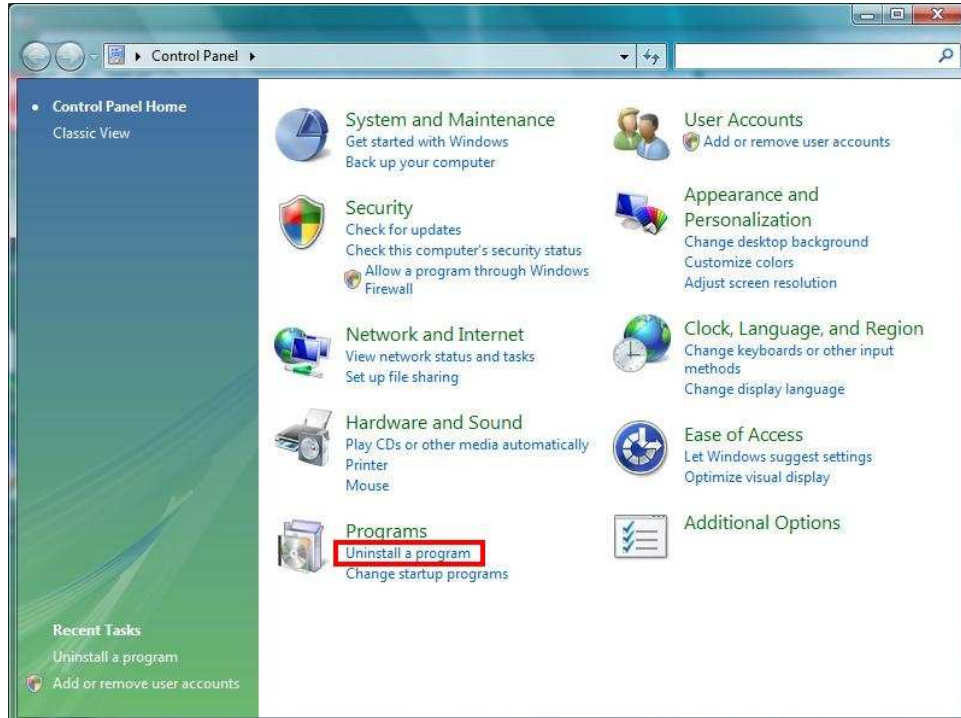 Control Panel
Control Panel Home
Classic View
System and Maintenance
Get started with Windows
Back up your computer
Security
Check for updates
Check this computer's security status
Allow a program through Windows
Firewall
Network and Internet
View network status and tasks
Set up file sharing
Hardware and Sound
Play CDs or other media automatically
Printer
Mouse
Programs
Uninstall a program
Change startup programs
User Accounts
Add or remove user accounts
Appearance and
Personalization
Change desktop background
Customize colors
Adjust screen resolution
Clock, Language, and Region
Change keyboards or other input
methods
Change display language
Ease of Access
Let Windows suggest settings
Optimize visual display
Additional Options
Recent Tasks
Uninstall a program
Add or remove user accounts